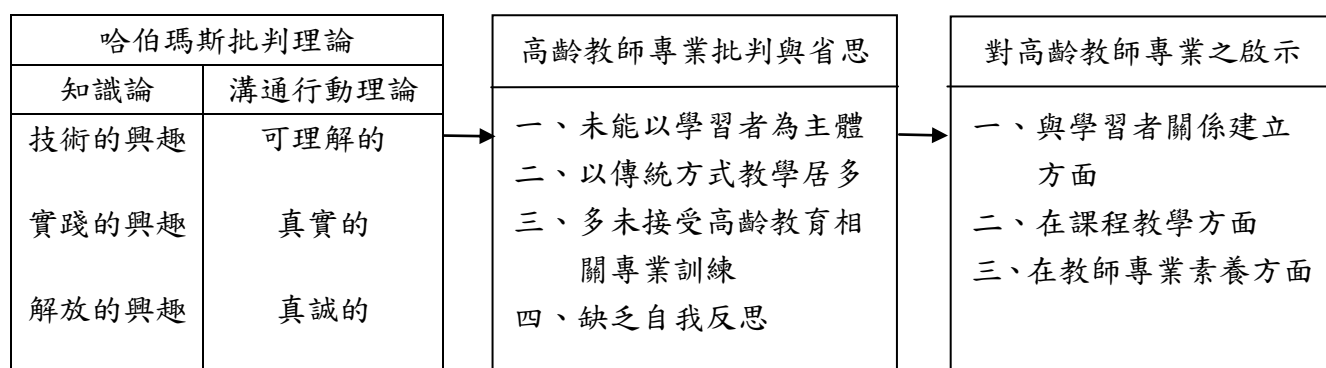 哈伯瑪斯批判理論
知識論 溝通行動理論
技術的興趣 可理解的
實踐的興趣 真實的
解放的興趣 真誠的
高齡教師專業批判與省思
一、未能以學習者為主體
二、以傳統方式教學居多
三、多未接受高齡教育相
關專業訓練
四、缺乏自我反思
對高齡教師專業之啟示
一、與學習者關係建立
方面
二、在課程教學方面
三、在教師專業素養方面